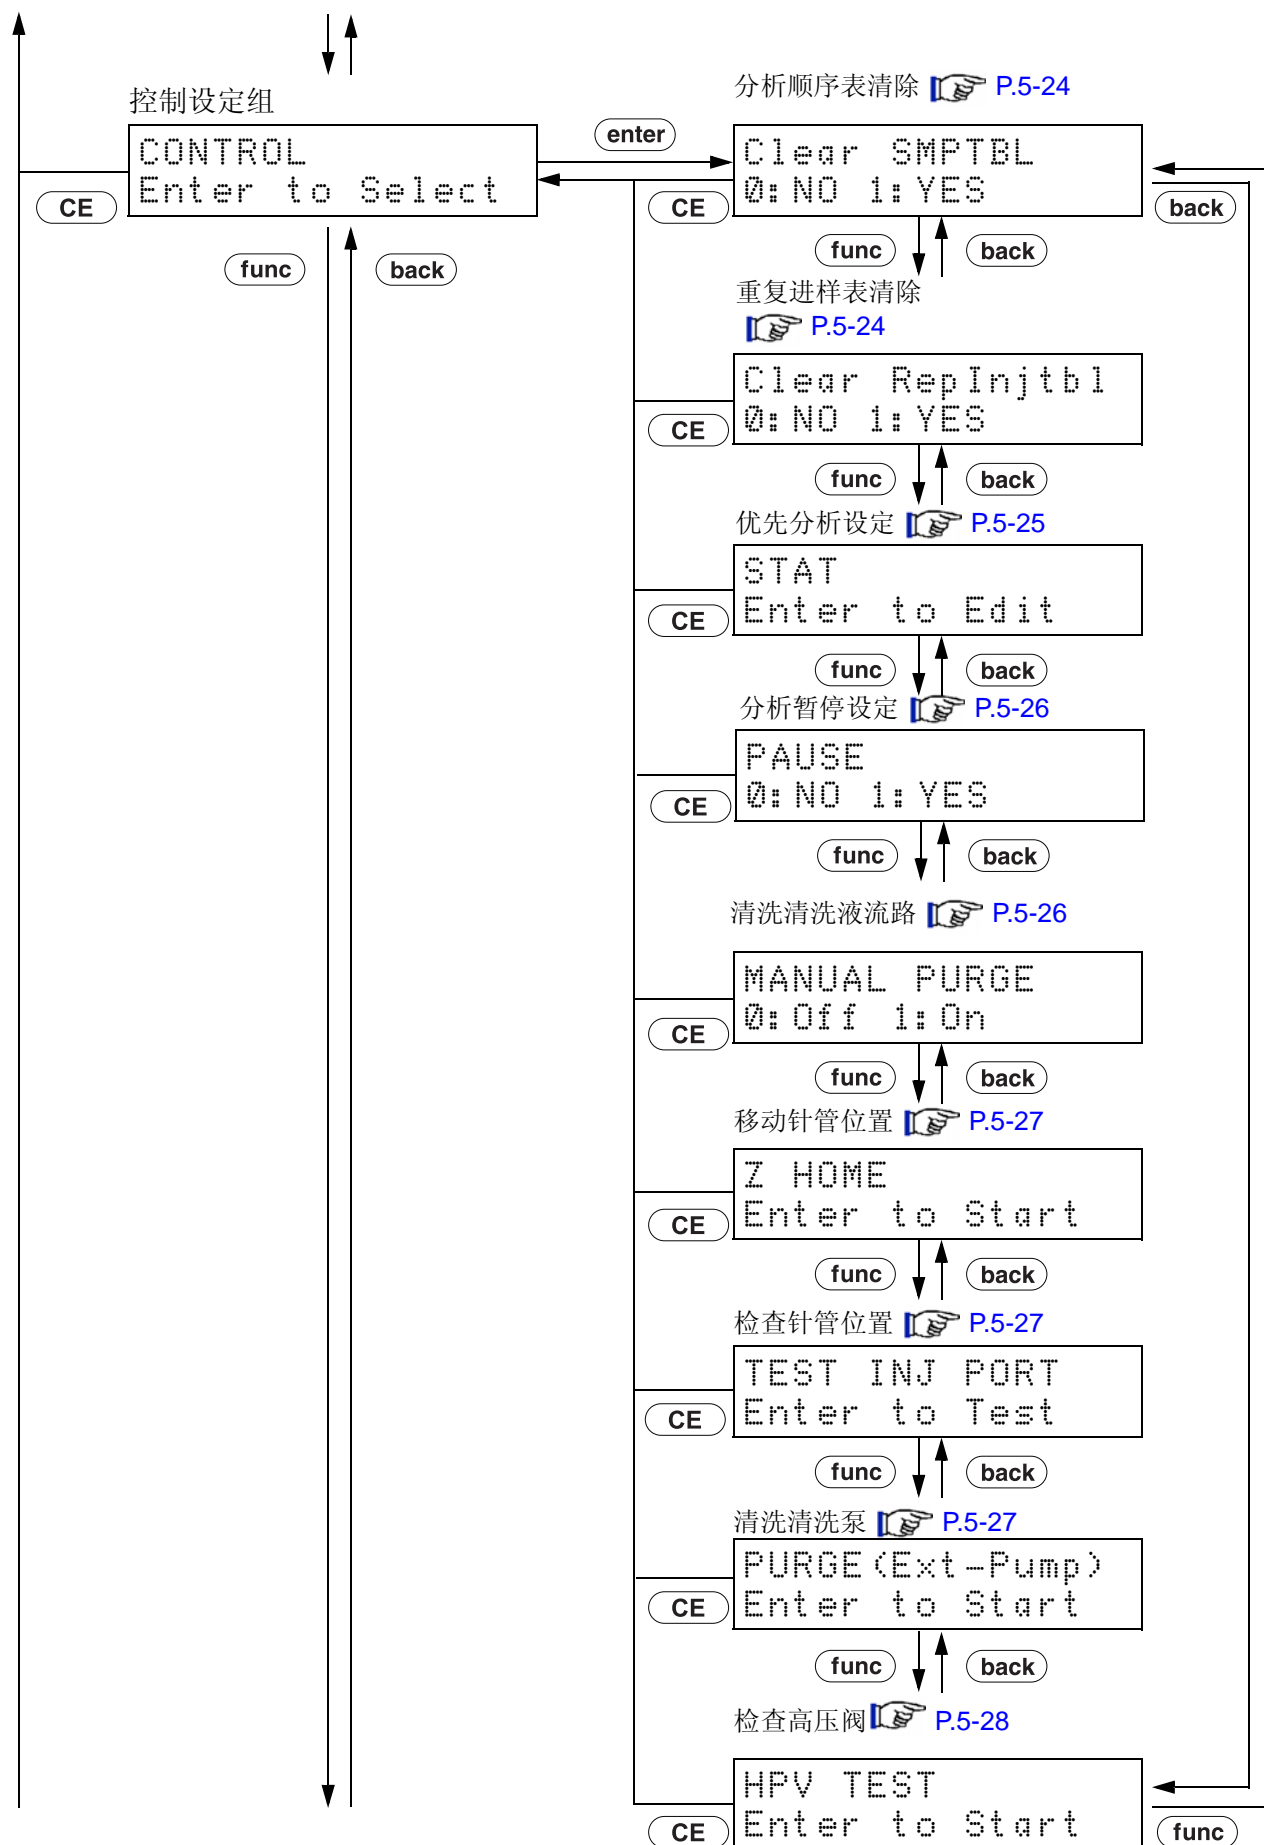 控制设定组
CONTROL
Enter to Select
CE
func
back
enter
分析顺序表清除 P.5-24
Clear SMPTBL
0:NO 1:YES
CE
back
func
back
重复进样表清除
P.5-24
Clear RepInjtbl
0:NO 1:YES
CE
func
back
优先分析设定 P.5-25
STAT
Enter to Edit
CE
func
back
分析暂停设定 P.5-26
PAUSE
0:NO 1:YES
CE
func
back
清洗清洗液流路 P.5-26
MANUAL PURGE
0:Off 1:On
CE
func
back
移动针管位置 P.5-27
Z HOME
Enter to Start
CE
func
back
检查针管位置 P.5-27
TEST INJ PORT
Enter to Test
CE
func
back
清洗清洗泵 P.5-27
PURGE(Ext-Pump)
Enter to Start
CE
func
back
检查高压阀 P.5-28
HPV TEST
Enter to Start
CE
func